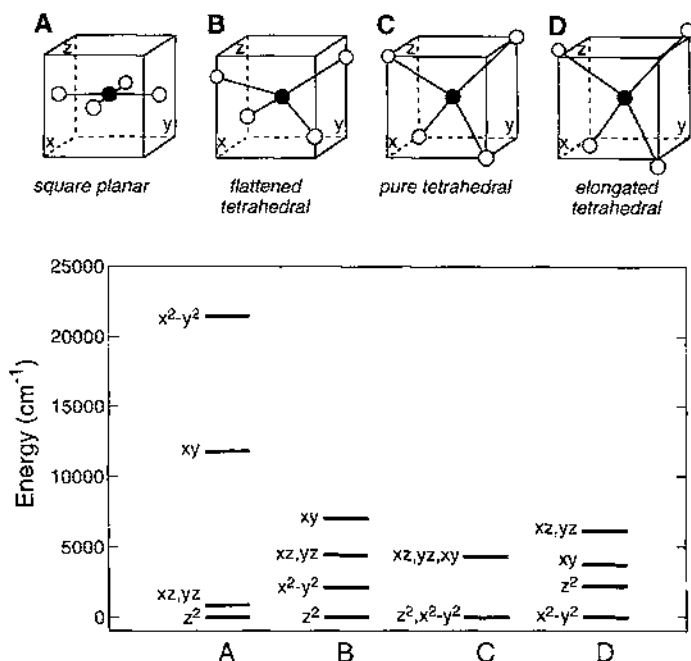 A B C D
z z z z
x y x y x y x y
square planar flattened tetrahedral pure tetrahedral elongated tetrahedral
25000
x²-y²
20000
15000
Energy (cm⁻¹)
xy
10000
xy
xz,yz
5000
xz,yz xz,yz,xy xy
x²-y² z²
xz,yz
0
z² z² z²,x²-y² x²-y²
A B C D